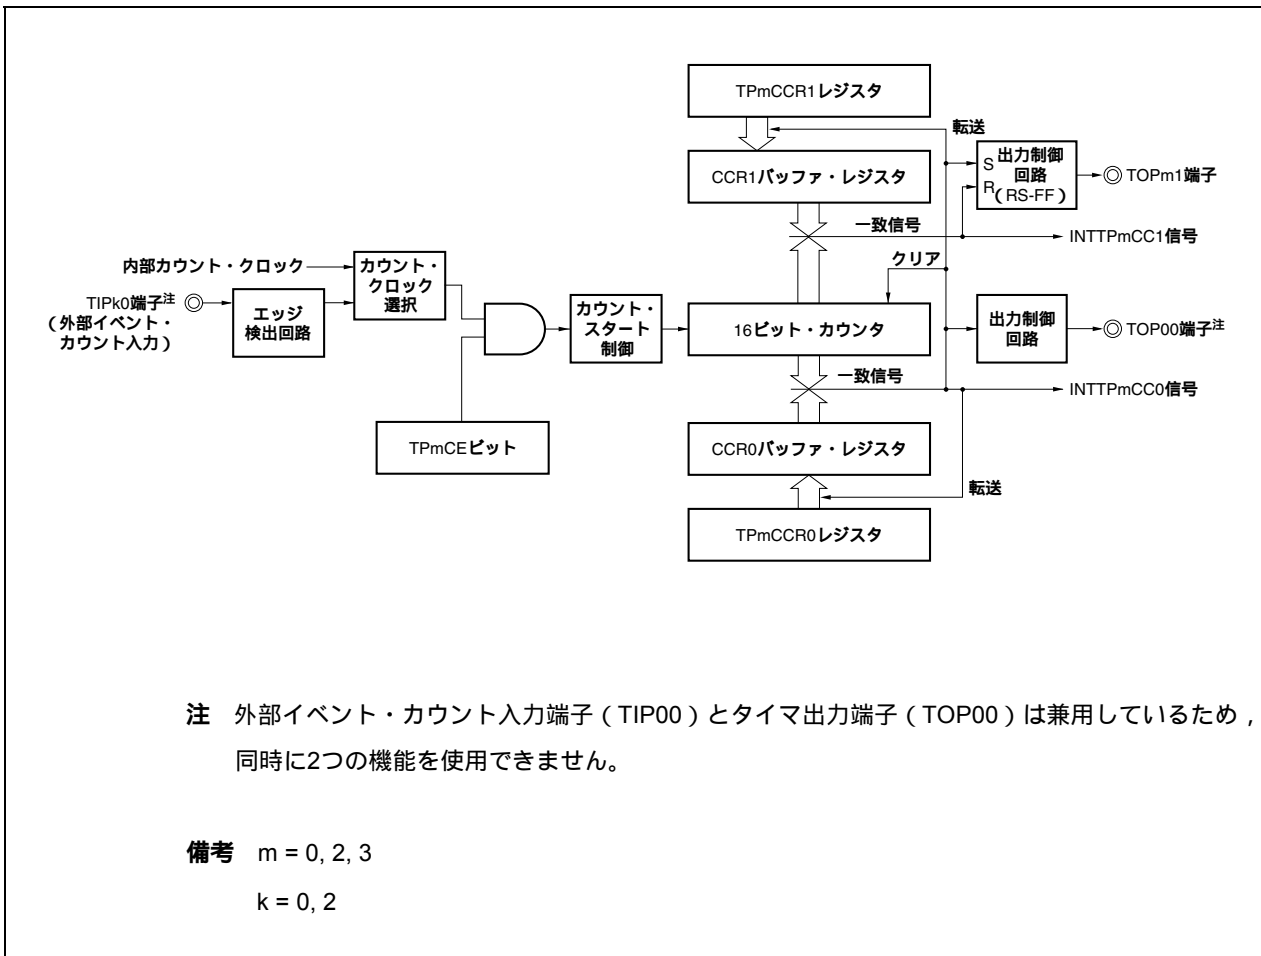 TPmCCR1レジスタ
転送
CCR1バッファ・レジスタ
S 出力制御
回路
R (RS-FF)
TOPm1端子
一致信号
INTTPmCC1信号
内部カウント・クロック
カウント・
クロック
選択
クリア
TIPk0端子注
(外部イベント・
カウント入力)
エッジ
検出回路
カウント・
スタート
制御
16ビット・カウンタ
出力制御
回路
TOP00端子注
一致信号
INTTPmCC0信号
TPmCEビット
CCR0バッファ・レジスタ
転送
TPmCCR0レジスタ
注 外部イベント・カウント入力端子(TIP00)とタイマ出力端子(TOP00)は兼用しているため,
同時に2つの機能を使用できません。
備考 m = 0, 2, 3
k = 0, 2